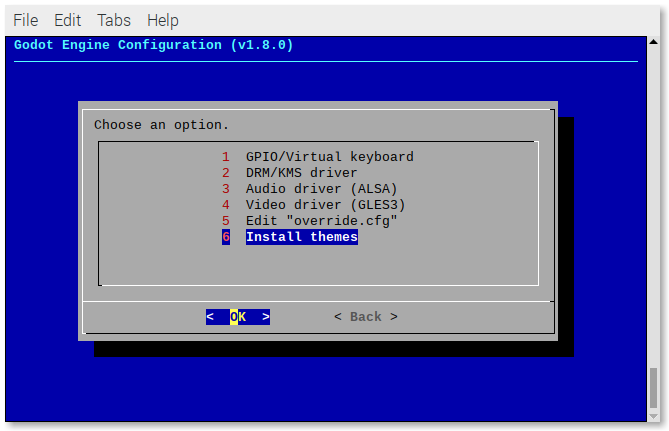 File Edit Tabs Help
Godot Engine Configuration (v1.8.0)
Choose an option.
1 GPIO/Virtual keyboard
2 DRM/KMS driver
3 Audio driver (ALSA)
4 Video driver (GLES3)
5 Edit "override.cfg"
6 Install themes
< OK > < Back >